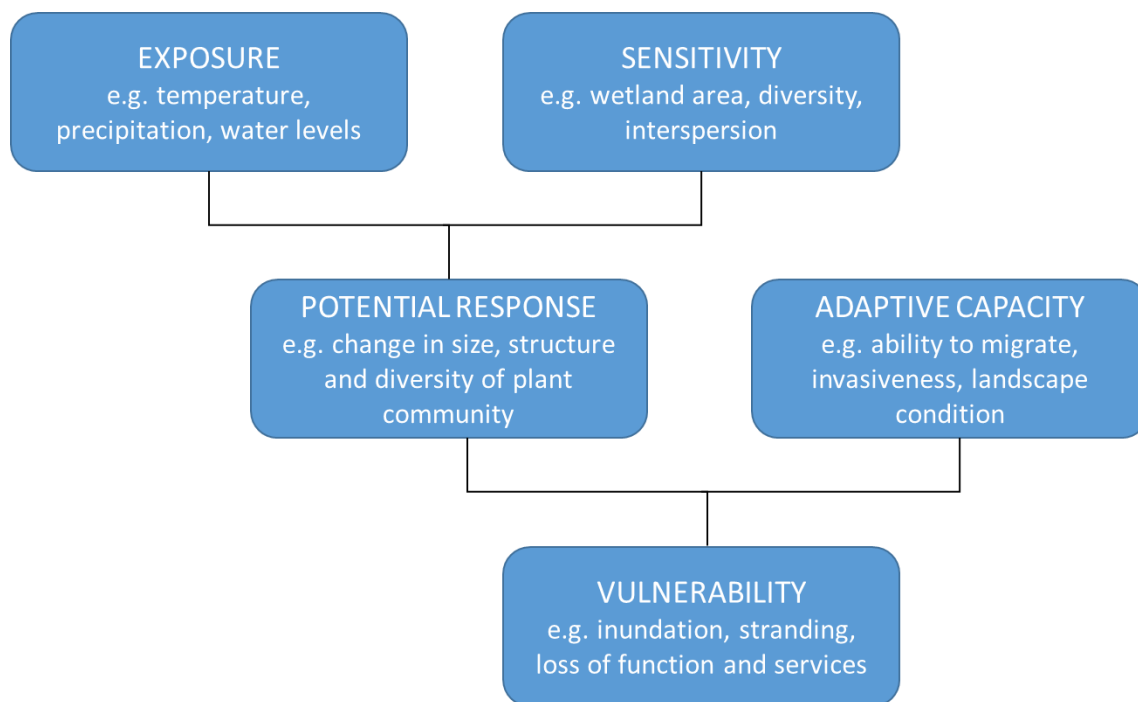 EXPOSURE
e.g. temperature,
precipitation, water levels
SENSITIVITY
e.g. wetland area, diversity,
interspersion
POTENTIAL RESPONSE
e.g. change in size, structure
and diversity of plant
community
ADAPTIVE CAPACITY
e.g. ability to migrate,
invasiveness, landscape
condition
VULNERABILITY
e.g. inundation, stranding,
loss of function and services